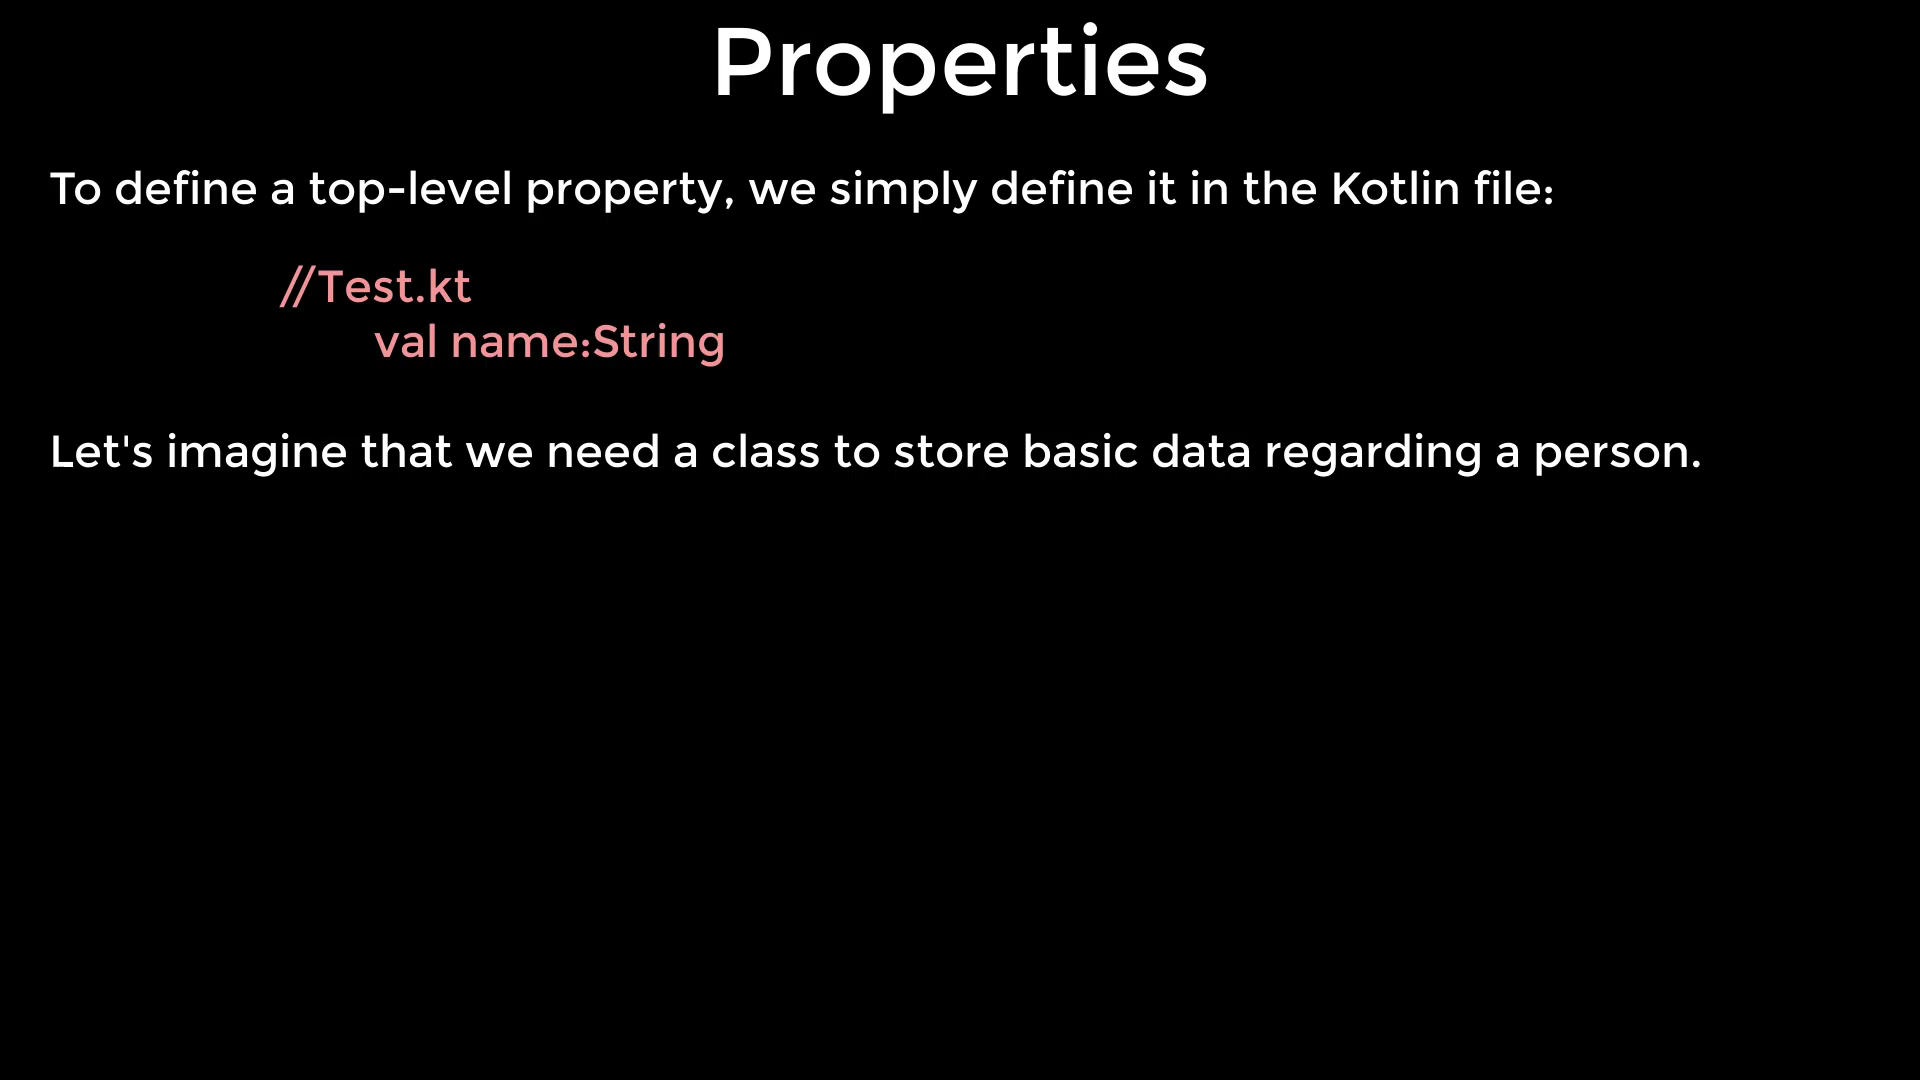 Properties
To define a top-level property, we simply define it in the Kotlin file:
//Test.kt
val name:String
Let's imagine that we need a class to store basic data regarding a person.